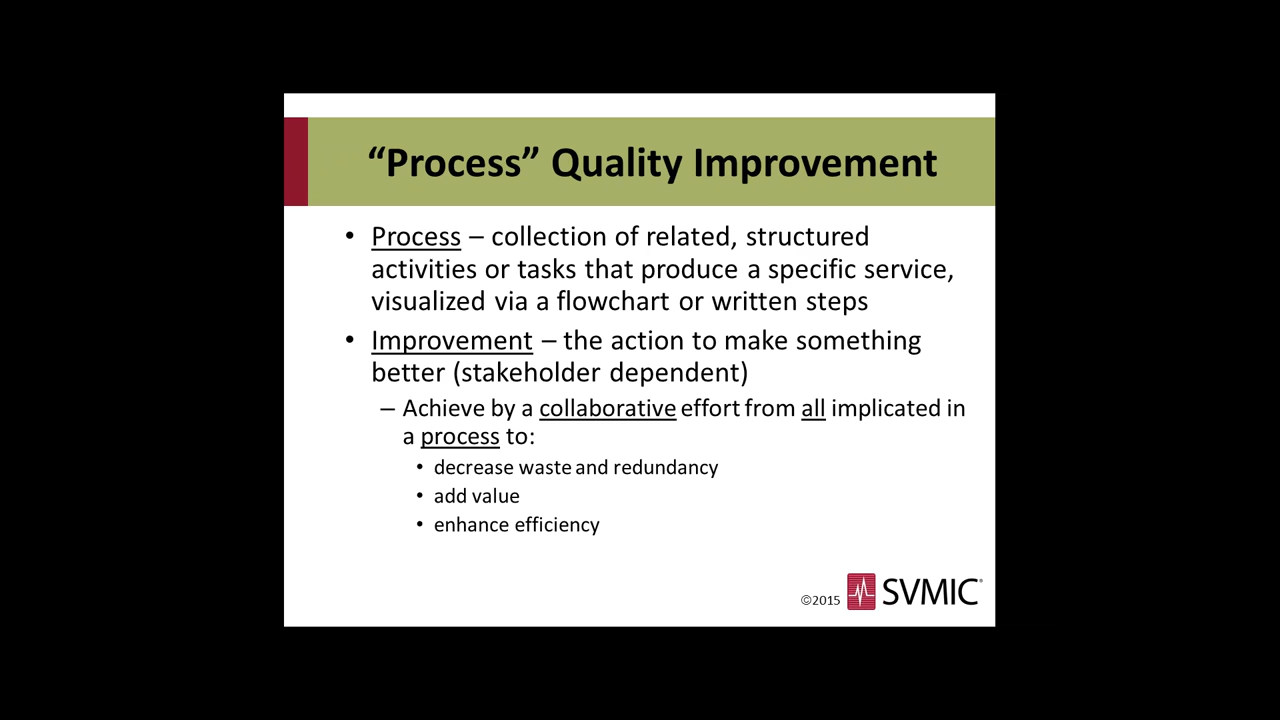 “Process” Quality Improvement
• Process – collection of related, structured
activities or tasks that produce a specific service,
visualized via a flowchart or written steps
• Improvement – the action to make something
better (stakeholder dependent)
– Achieve by a collaborative effort from all implicated in
a process to:
• decrease waste and redundancy
• add value
• enhance efficiency
©2015 SVMIC®